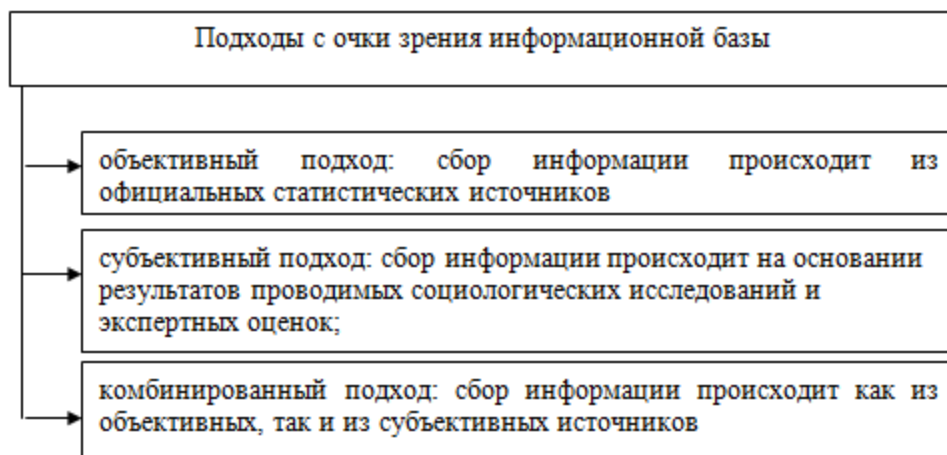 Подходы с очки зрения информационной базы
объективный подход: сбор информации происходит из
официальных статистических источников
субъективный подход: сбор информации происходит на основании
результатов проводимых социологических исследований и
экспертных оценок;
комбинированный подход: сбор информации происходит как из
объективных, так и из субъективных источников